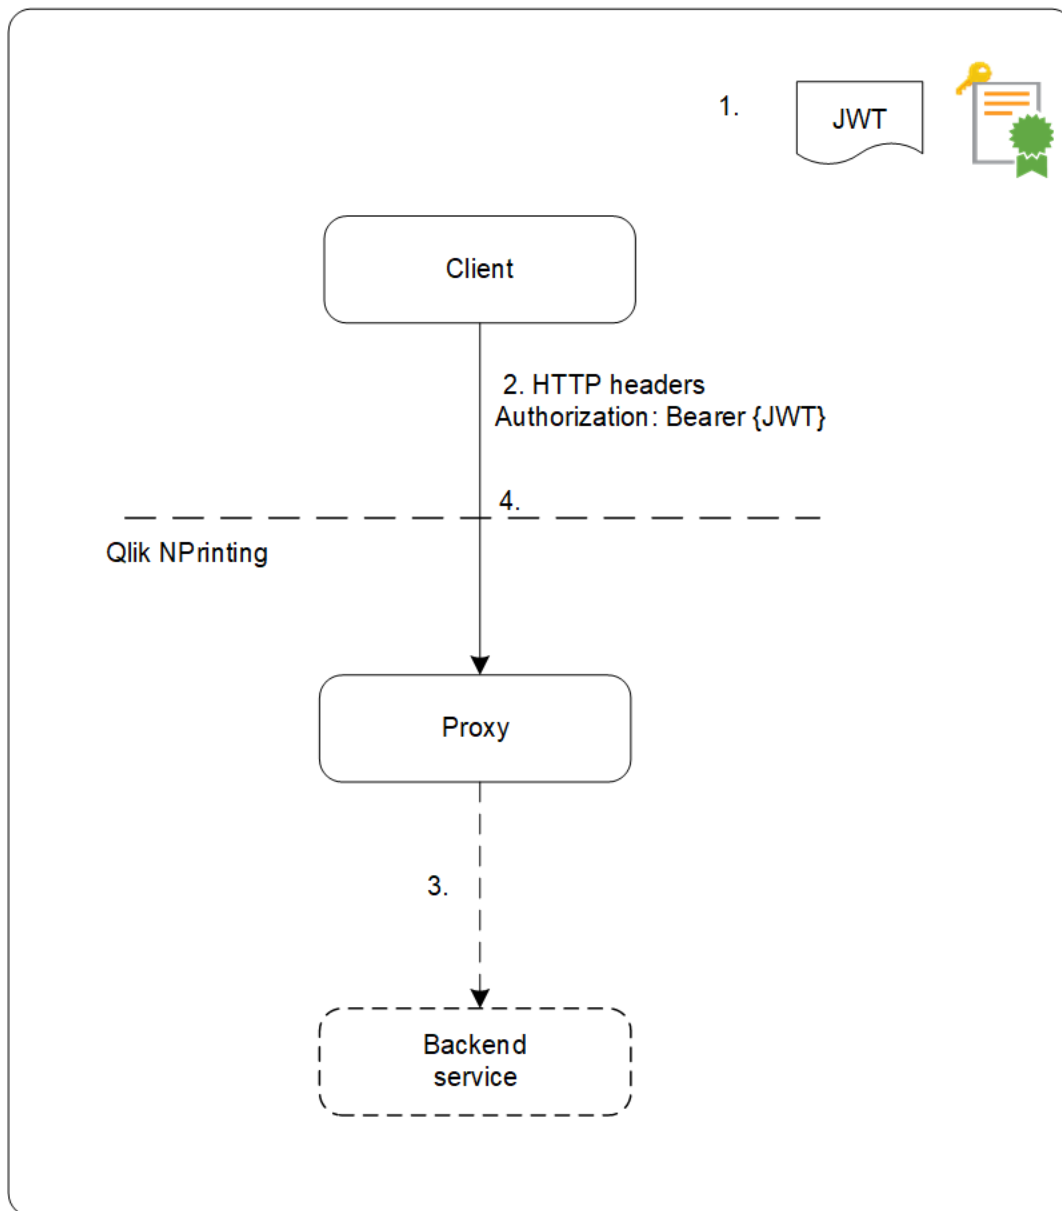 1.
JWT
Client
2. HTTP headers
Authorization: Bearer {JWT}
4.
Qlik NPrinting
Proxy
3.
Backend
service